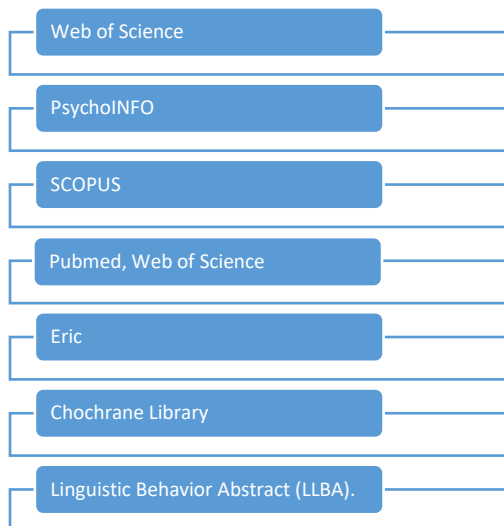 Web of Science
PsychoINFO
SCOPUS
Pubmed, Web of Science
Eric
Chochrane Library
Linguistic Behavior Abstract (LLBA).